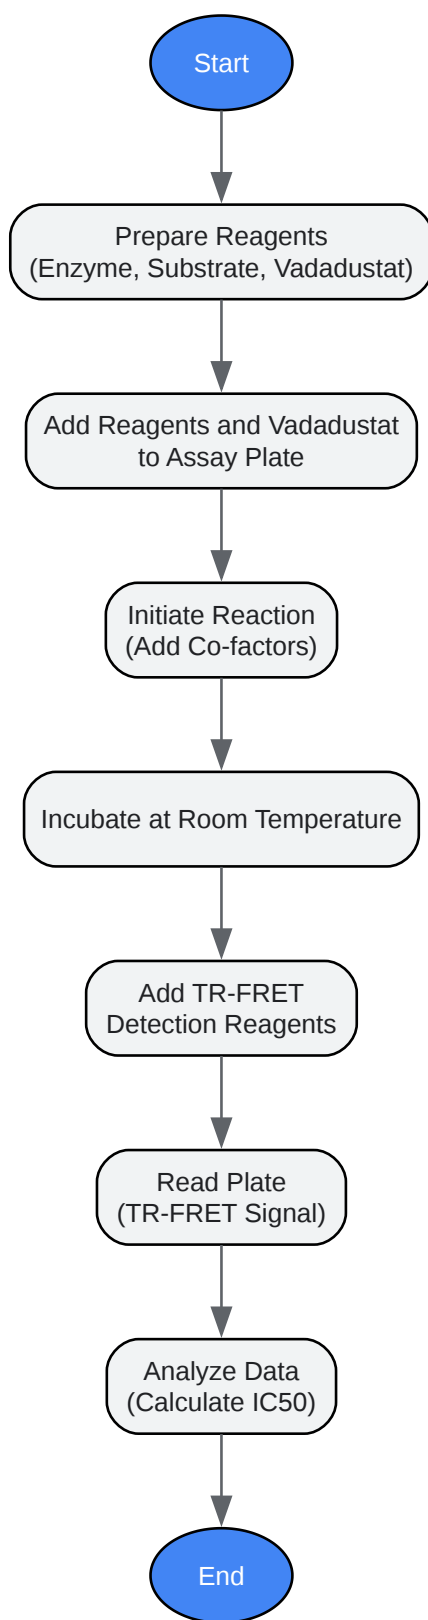 Start
Prepare Reagents
(Enzyme, Substrate, Vadadustat)
Add Reagents and Vadadustat
to Assay Plate
Initiate Reaction
(Add Co-factors)
Incubate at Room Temperature
Add TR-FRET
Detection Reagents
Read Plate
(TR-FRET Signal)
Analyze Data
(Calculate IC50)
End